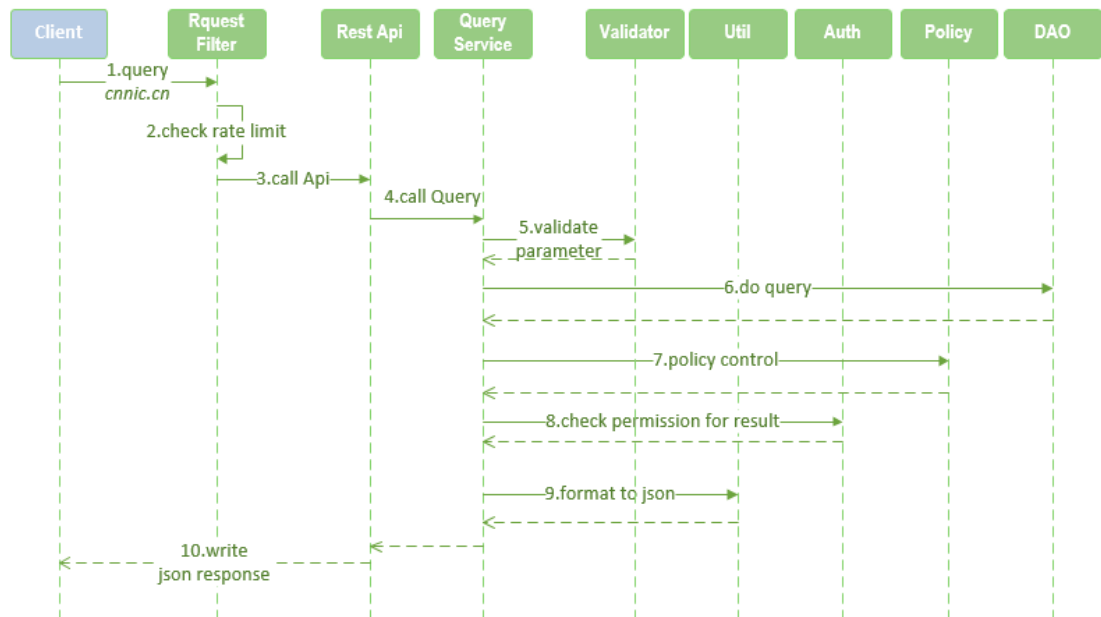 Client
Rquest
Filter
Rest Api
Query
Service
Validator
Util
Auth
Policy
DAO
1.query
cnnic.cn
2.check rate limit
3.call Api
4.call Query
5.validate
parameter
6.do query
7.policy control
8.check permission for result
9.format to json
10.write
json response